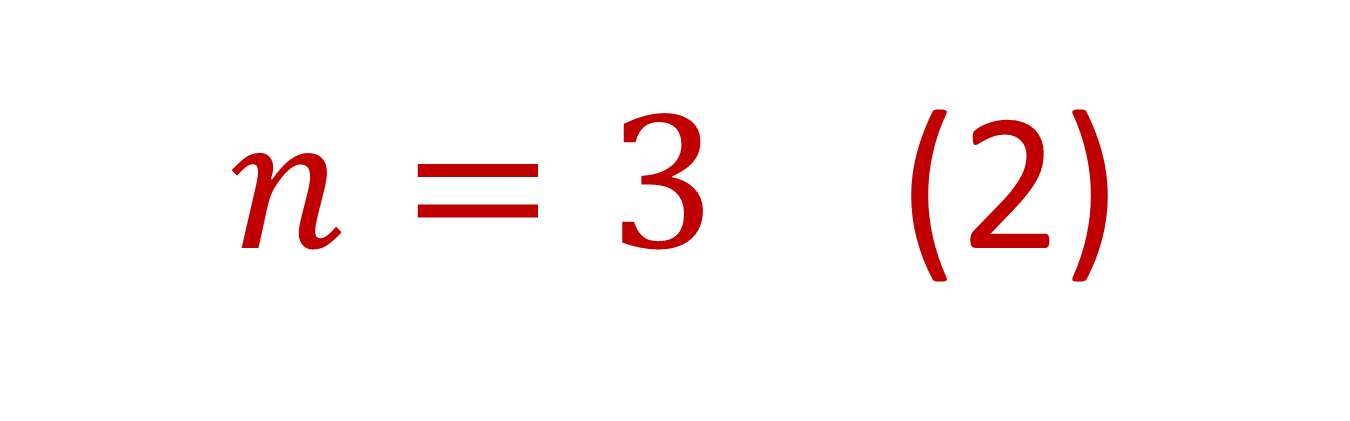 n = 3 (2)